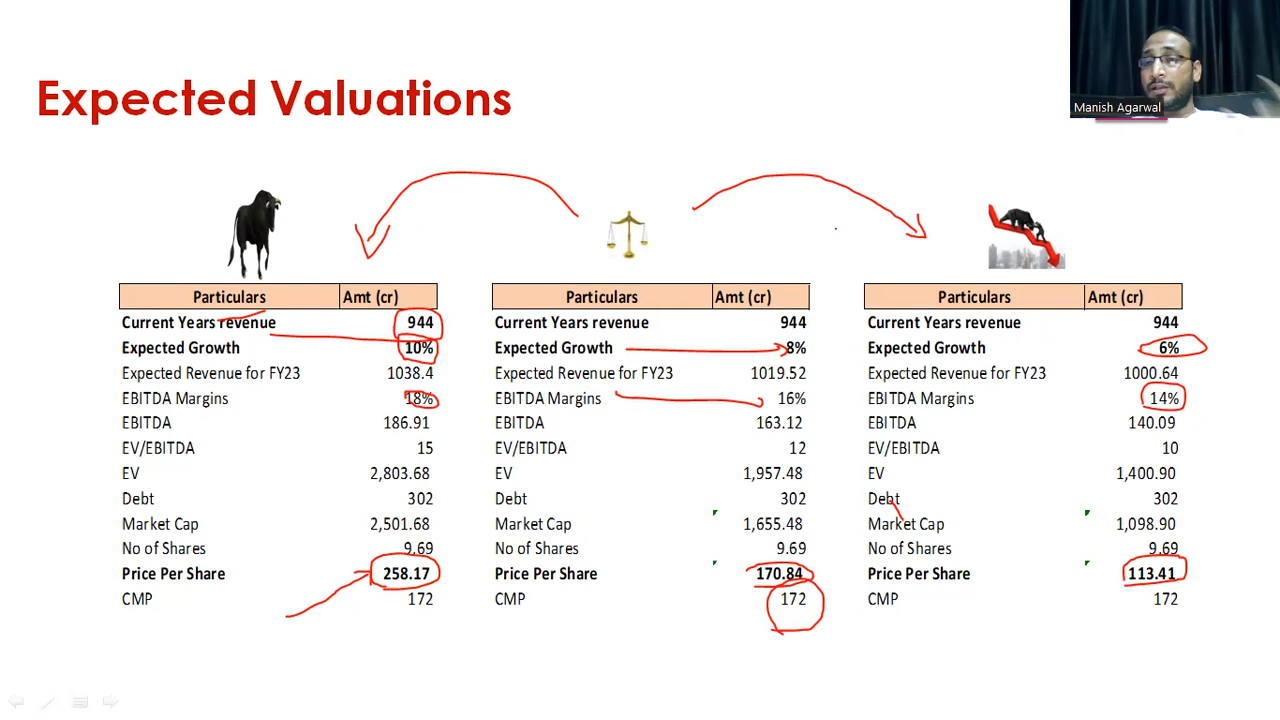 Manish Agarwal
Expected Valuations
Particulars Amt (cr)
Current Years revenue 944
Expected Growth 10%
Expected Revenue for FY23 1038.4
EBITDA Margins 18%
EBITDA 186.91
EV/EBITDA 15
EV 2,803.68
Debt 302
Market Cap 2,501.68
No of Shares 9.69
Price Per Share 258.17
CMP 172
Particulars Amt (cr)
Current Years revenue 944
Expected Growth 8%
Expected Revenue for FY23 1019.52
EBITDA Margins 16%
EBITDA 163.12
EV/EBITDA 12
EV 1,957.48
Debt 302
Market Cap 1,655.48
No of Shares 9.69
Price Per Share 170.84
CMP 172
Particulars Amt (cr)
Current Years revenue 944
Expected Growth 6%
Expected Revenue for FY23 1000.64
EBITDA Margins 14%
EBITDA 140.09
EV/EBITDA 10
EV 1,400.90
Debt 302
Market Cap 1,098.90
No of Shares 9.69
Price Per Share 113.41
CMP 172